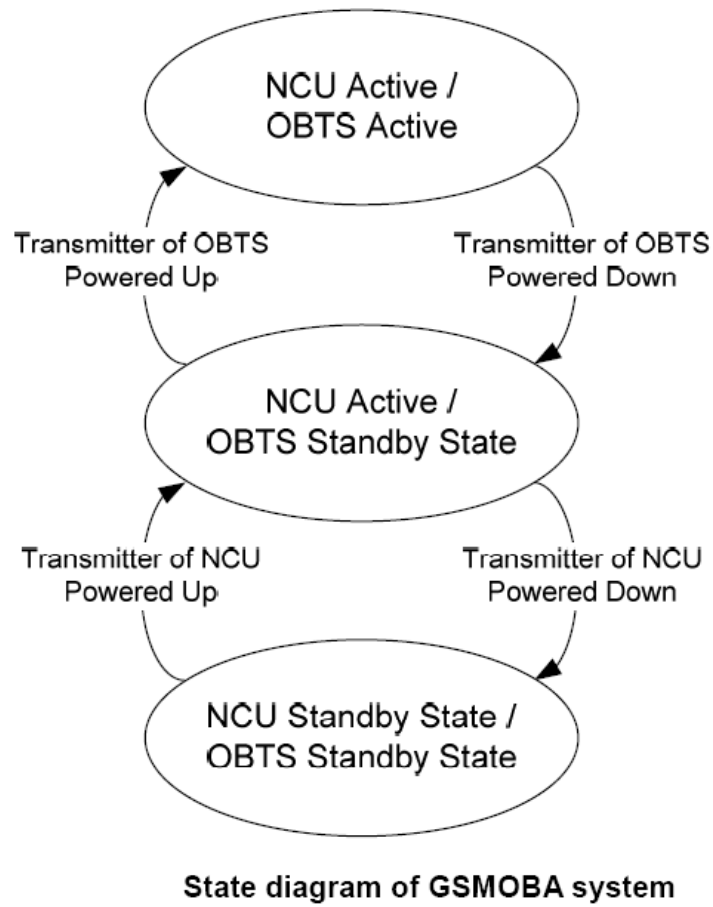 NCU Active /
OBTS Active
Transmitter of OBTS
Powered Up
Transmitter of OBTS
Powered Down
NCU Active /
OBTS Standby State
Transmitter of NCU
Powered Up
Transmitter of NCU
Powered Down
NCU Standby State /
OBTS Standby State
State diagram of GSMOBA system